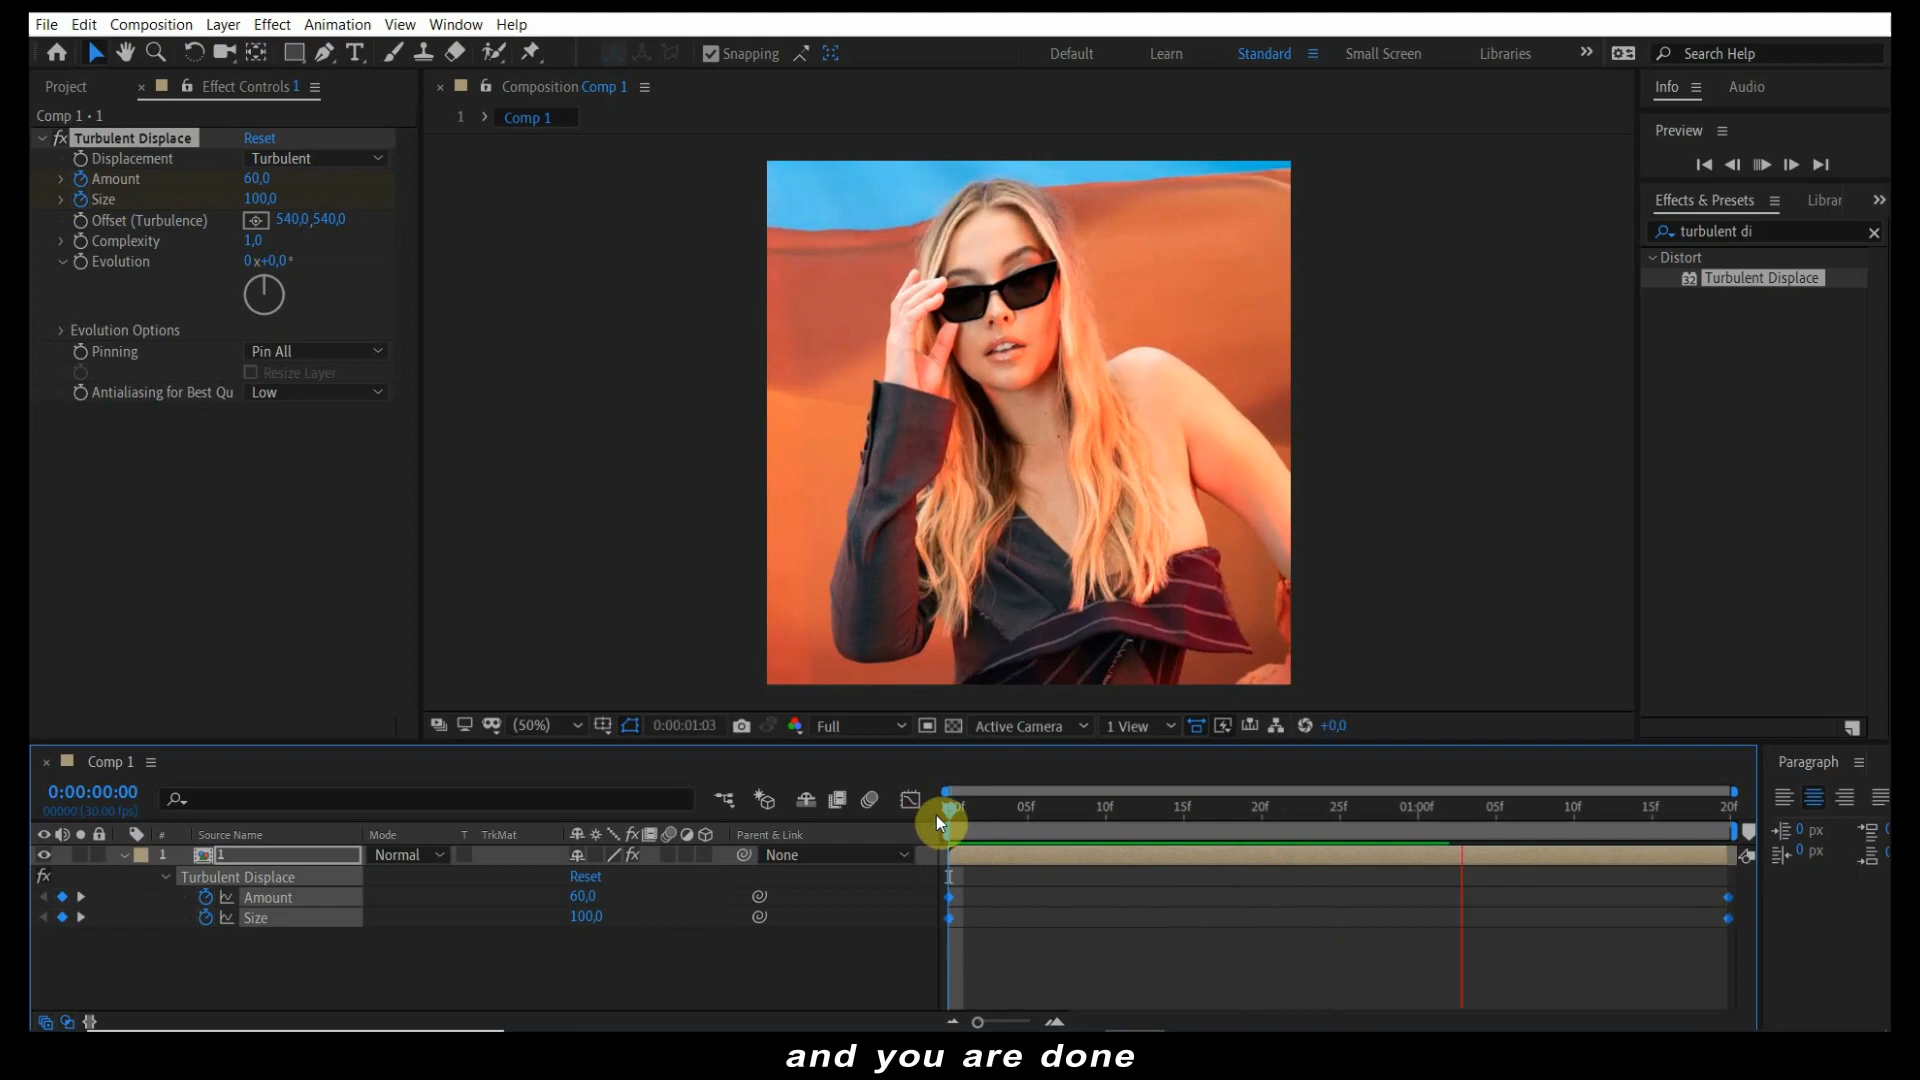 File Edit Composition Layer Effect Animation View Window Help
Snapping Default Learn Standard Small Screen Libraries Search Help
Project Effect Controls 1
Composition Comp 1
Info Audio
Comp 1 • 1
1 Comp 1
fx Turbulent Displace Reset
Displacement Turbulent
Amount 60,0
Size 100,0
Offset (Turbulence) 540,0,540,0
Complexity 1,0
Evolution 0x+0,0°
Evolution Options
Pinning Pin All
Resize Layer
Antialiasing for Best Qu Low
Preview
Effects & Presets Librar
turbulent di
Distort
32 Turbulent Displace
(50%) 0:00:01:03 Full Active Camera 1 View +0,0
Comp 1
0:00:00:00
00000 (30.00 fps)
05f 10f 15f 20f 25f 01:00f 05f 10f 15f 20f
# Source Name Mode T TrkMat fx Parent & Link
1 1 Normal fx None
fx Turbulent Displace Reset
Amount 60,0
Size 100,0
Paragraph
0 px
0 px
and you are done